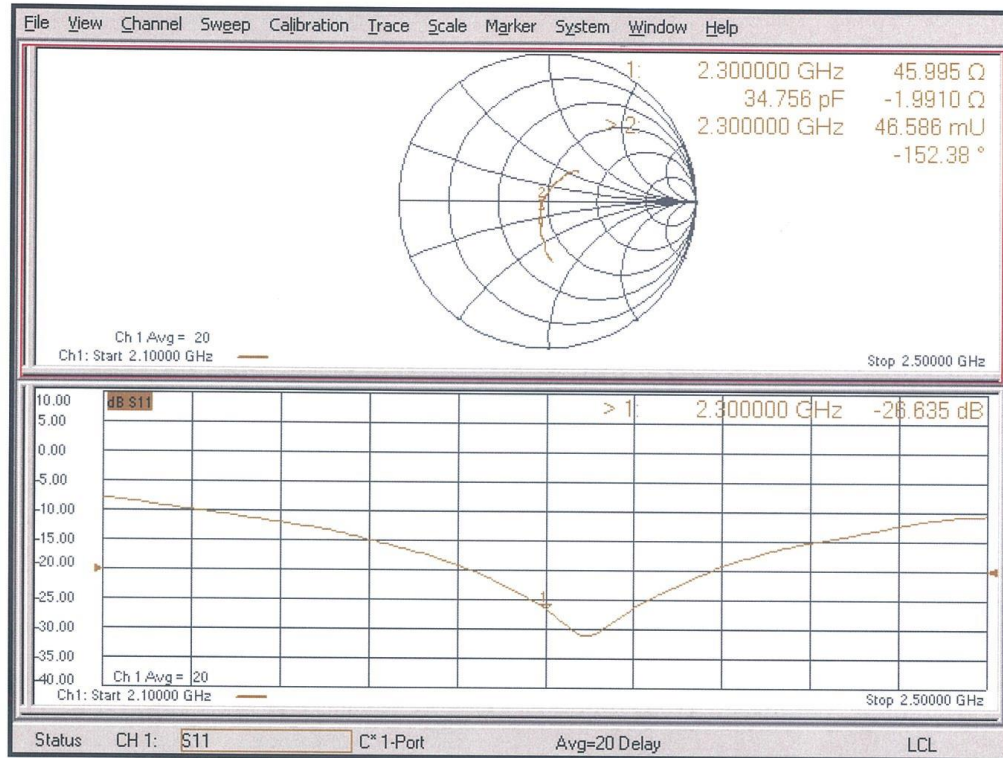 File View Channel Sweep Calibration Trace Scale Marker System Window Help
1: 2.300000 GHz 45.995 Ω
34.756 pF -1.9910 Ω
> 2: 2.300000 GHz 46.586 mU
-152.38 °
2
Ch 1 Avg = 20
Ch1: Start 2.10000 GHz
Stop 2.50000 GHz
10.00
dB S11
> 1: 2.300000 GHz -26.635 dB
5.00
0.00
-5.00
-10.00
-15.00
-20.00
-25.00
1
-30.00
-35.00
-40.00
Ch 1 Avg = 20
Ch1: Start 2.10000 GHz
Stop 2.50000 GHz
Status CH 1: S11 C* 1-Port Avg=20 Delay LCL